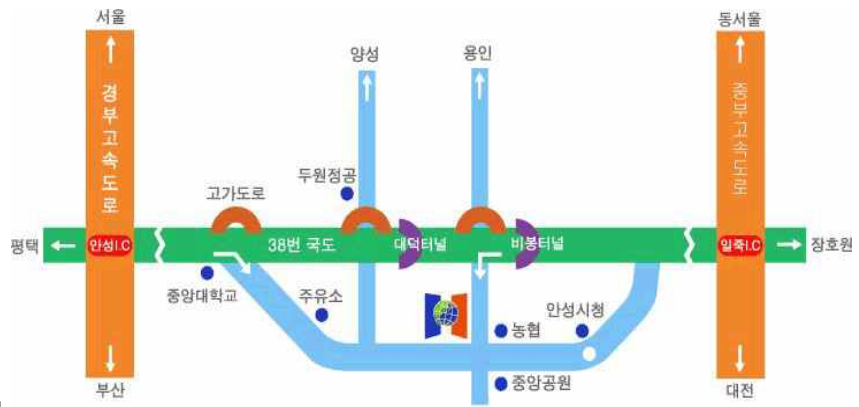 서울
동서울
양성
용인
경부고속도로
중부고속도로
두원정공
고가도로
평택
안성I.C
38번 국도
대덕터널
비봉터널
일죽I.C
장호원
중앙대학교
주유소
안성시청
농협
중앙공원
부산
대전